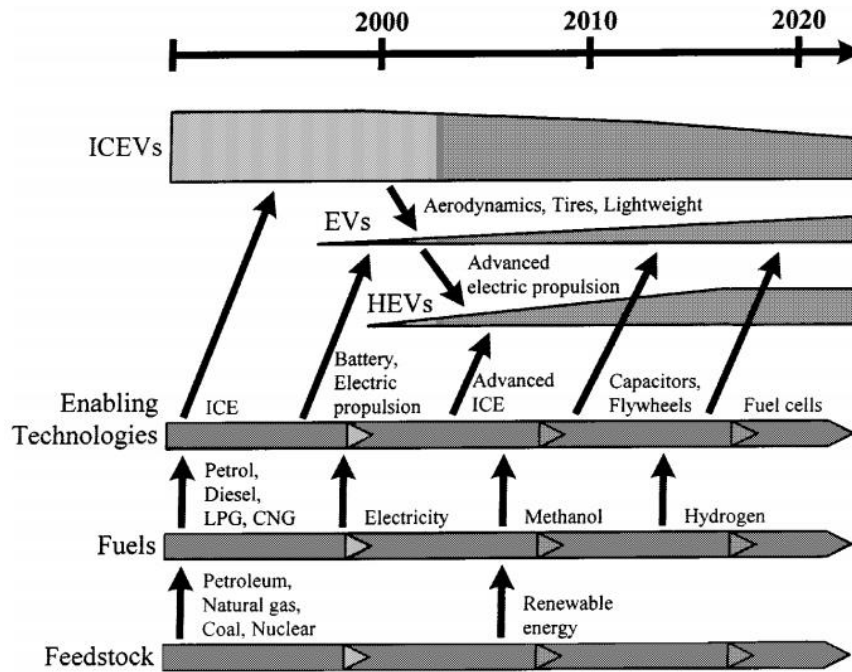 2000
2010
2020
ICEVs
Aerodynamics, Tires, Lightweight
EVs
Advanced
electric propulsion
HEVs
Battery,
Electric
propulsion
Advanced
ICE
Capacitors,
Flywheels
Fuel cells
ICE
Enabling
Technologies
Petrol,
Diesel,
LPG, CNG
Electricity
Methanol
Hydrogen
Fuels
Petroleum,
Natural gas,
Coal, Nuclear
Renewable
energy
Feedstock